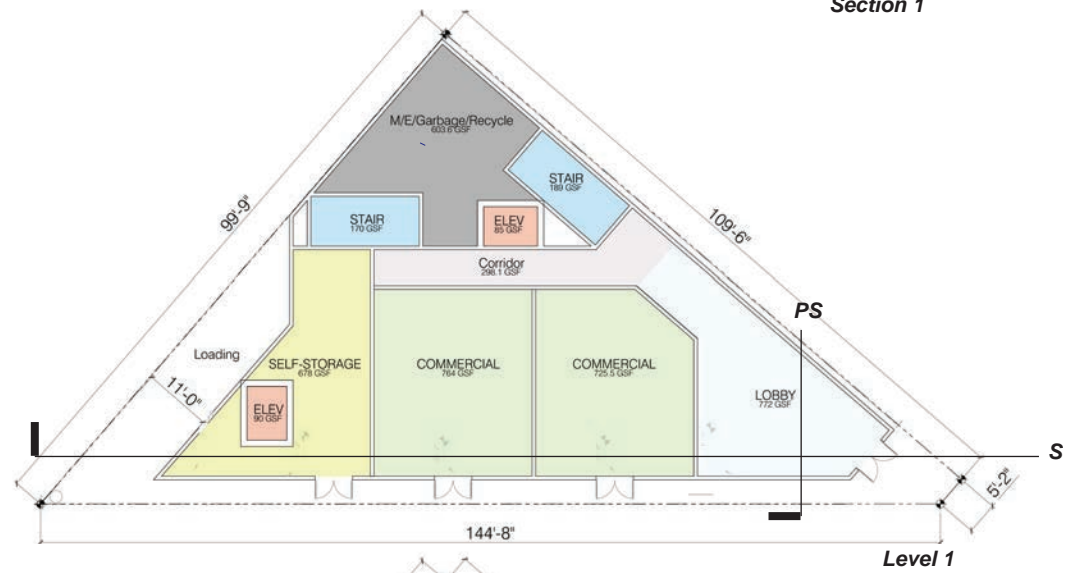 Section 1
M/E/Garbage/Recycle
603.6 GSF
STAIR
189 GSF
99'-9"
STAIR
170 GSF
ELEV
85 GSF
109'-6"
Corridor
298.1 GSF
PS
Loading
SELF-STORAGE
678 GSF
COMMERCIAL
764 GSF
COMMERCIAL
725.5 GSF
11'-0"
ELEV
90 GSF
LOBBY
772 GSF
S
5'-2"
144'-8"
Level 1